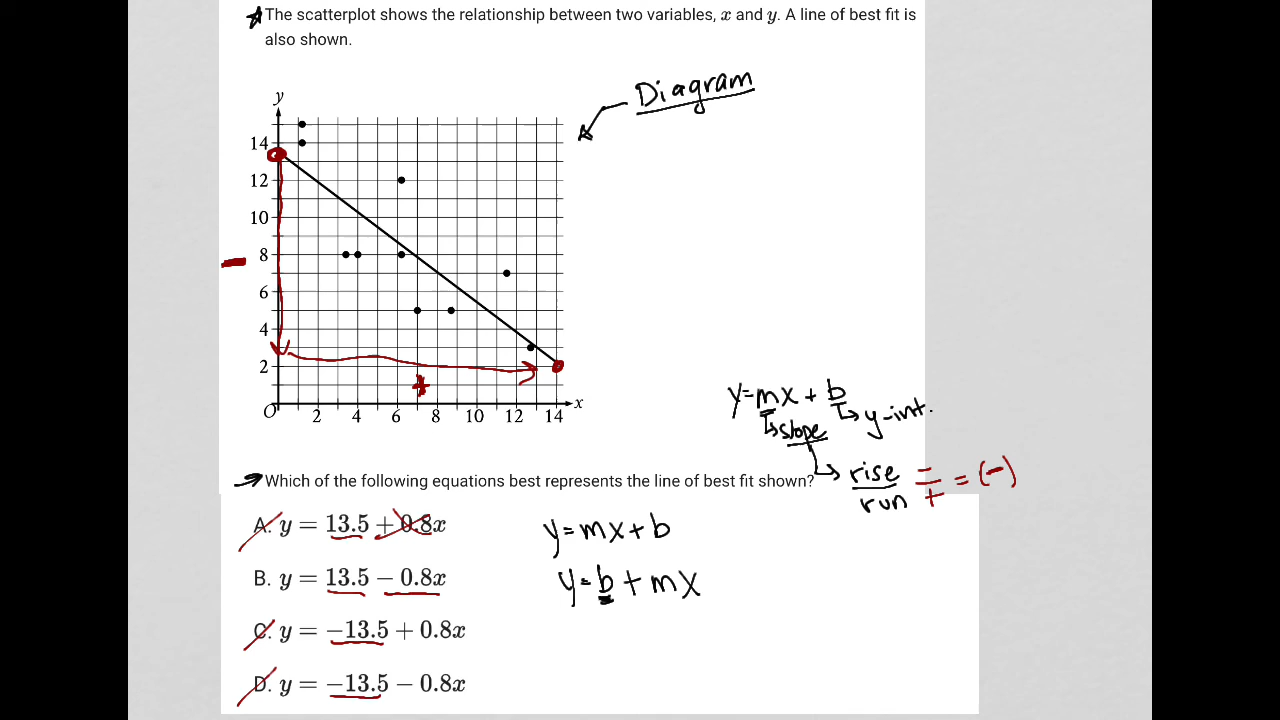 The scatterplot shows the relationship between two variables, x and y. A line of best fit is
also shown.
Diagram
y
14
12
10
8
6
4
2
O
2 4 6 8 10 12 14 x
-
+
y=mx + b
slope
y-int.
rise
run
-
+
= (-)
Which of the following equations best represents the line of best fit shown?
A. y = 13.5 + 0.8x
B. y = 13.5 − 0.8x
C. y = −13.5 + 0.8x
D. y = −13.5 − 0.8x
y=mx+b
y=b+mx